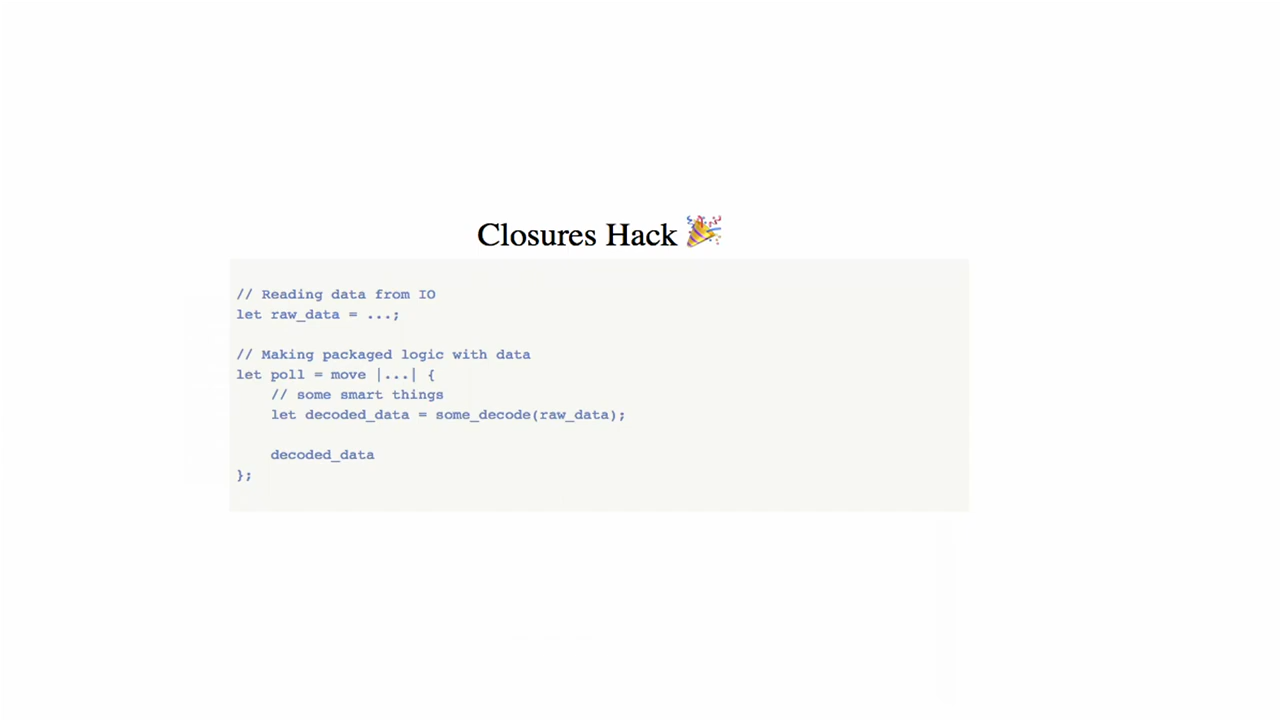 Closures Hack 🎉
// Reading data from IO
let raw_data = ...;
// Making packaged logic with data
let poll = move |...| {
// some smart things
let decoded_data = some_decode(raw_data);
decoded_data
};